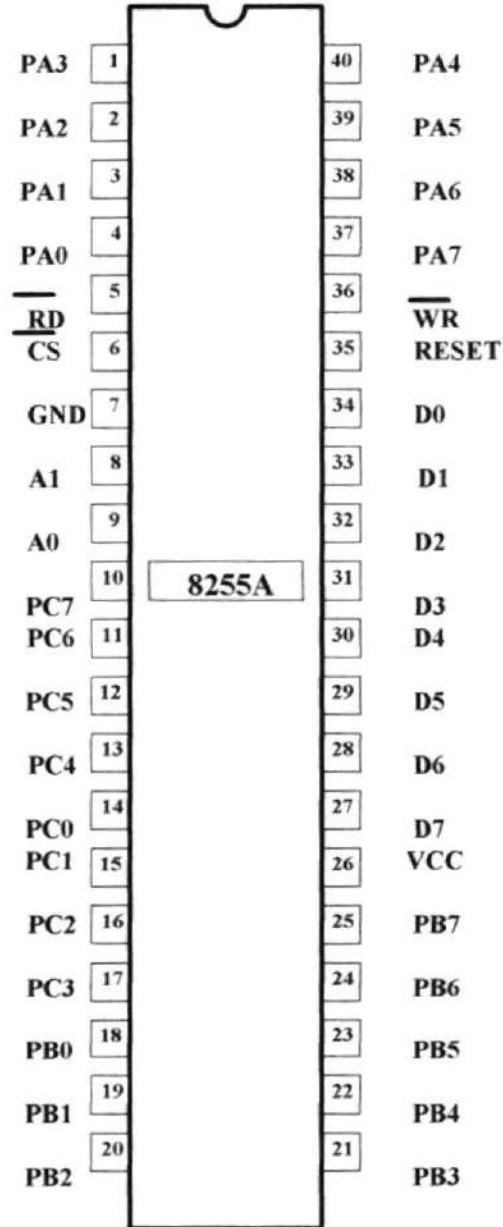 PA3 1 40 PA4
PA2 2 39 PA5
PA1 3 38 PA6
PA0 4 37 PA7
RD 5 36 WR
CS 6 35 RESET
GND 7 34 D0
A1 8 33 D1
A0 9 32 D2
PC7 10 8255A 31 D3
PC6 11 30 D4
PC5 12 29 D5
PC4 13 28 D6
PC0 14 27 D7
PC1 15 26 VCC
PC2 16 25 PB7
PC3 17 24 PB6
PB0 18 23 PB5
PB1 19 22 PB4
PB2 20 21 PB3